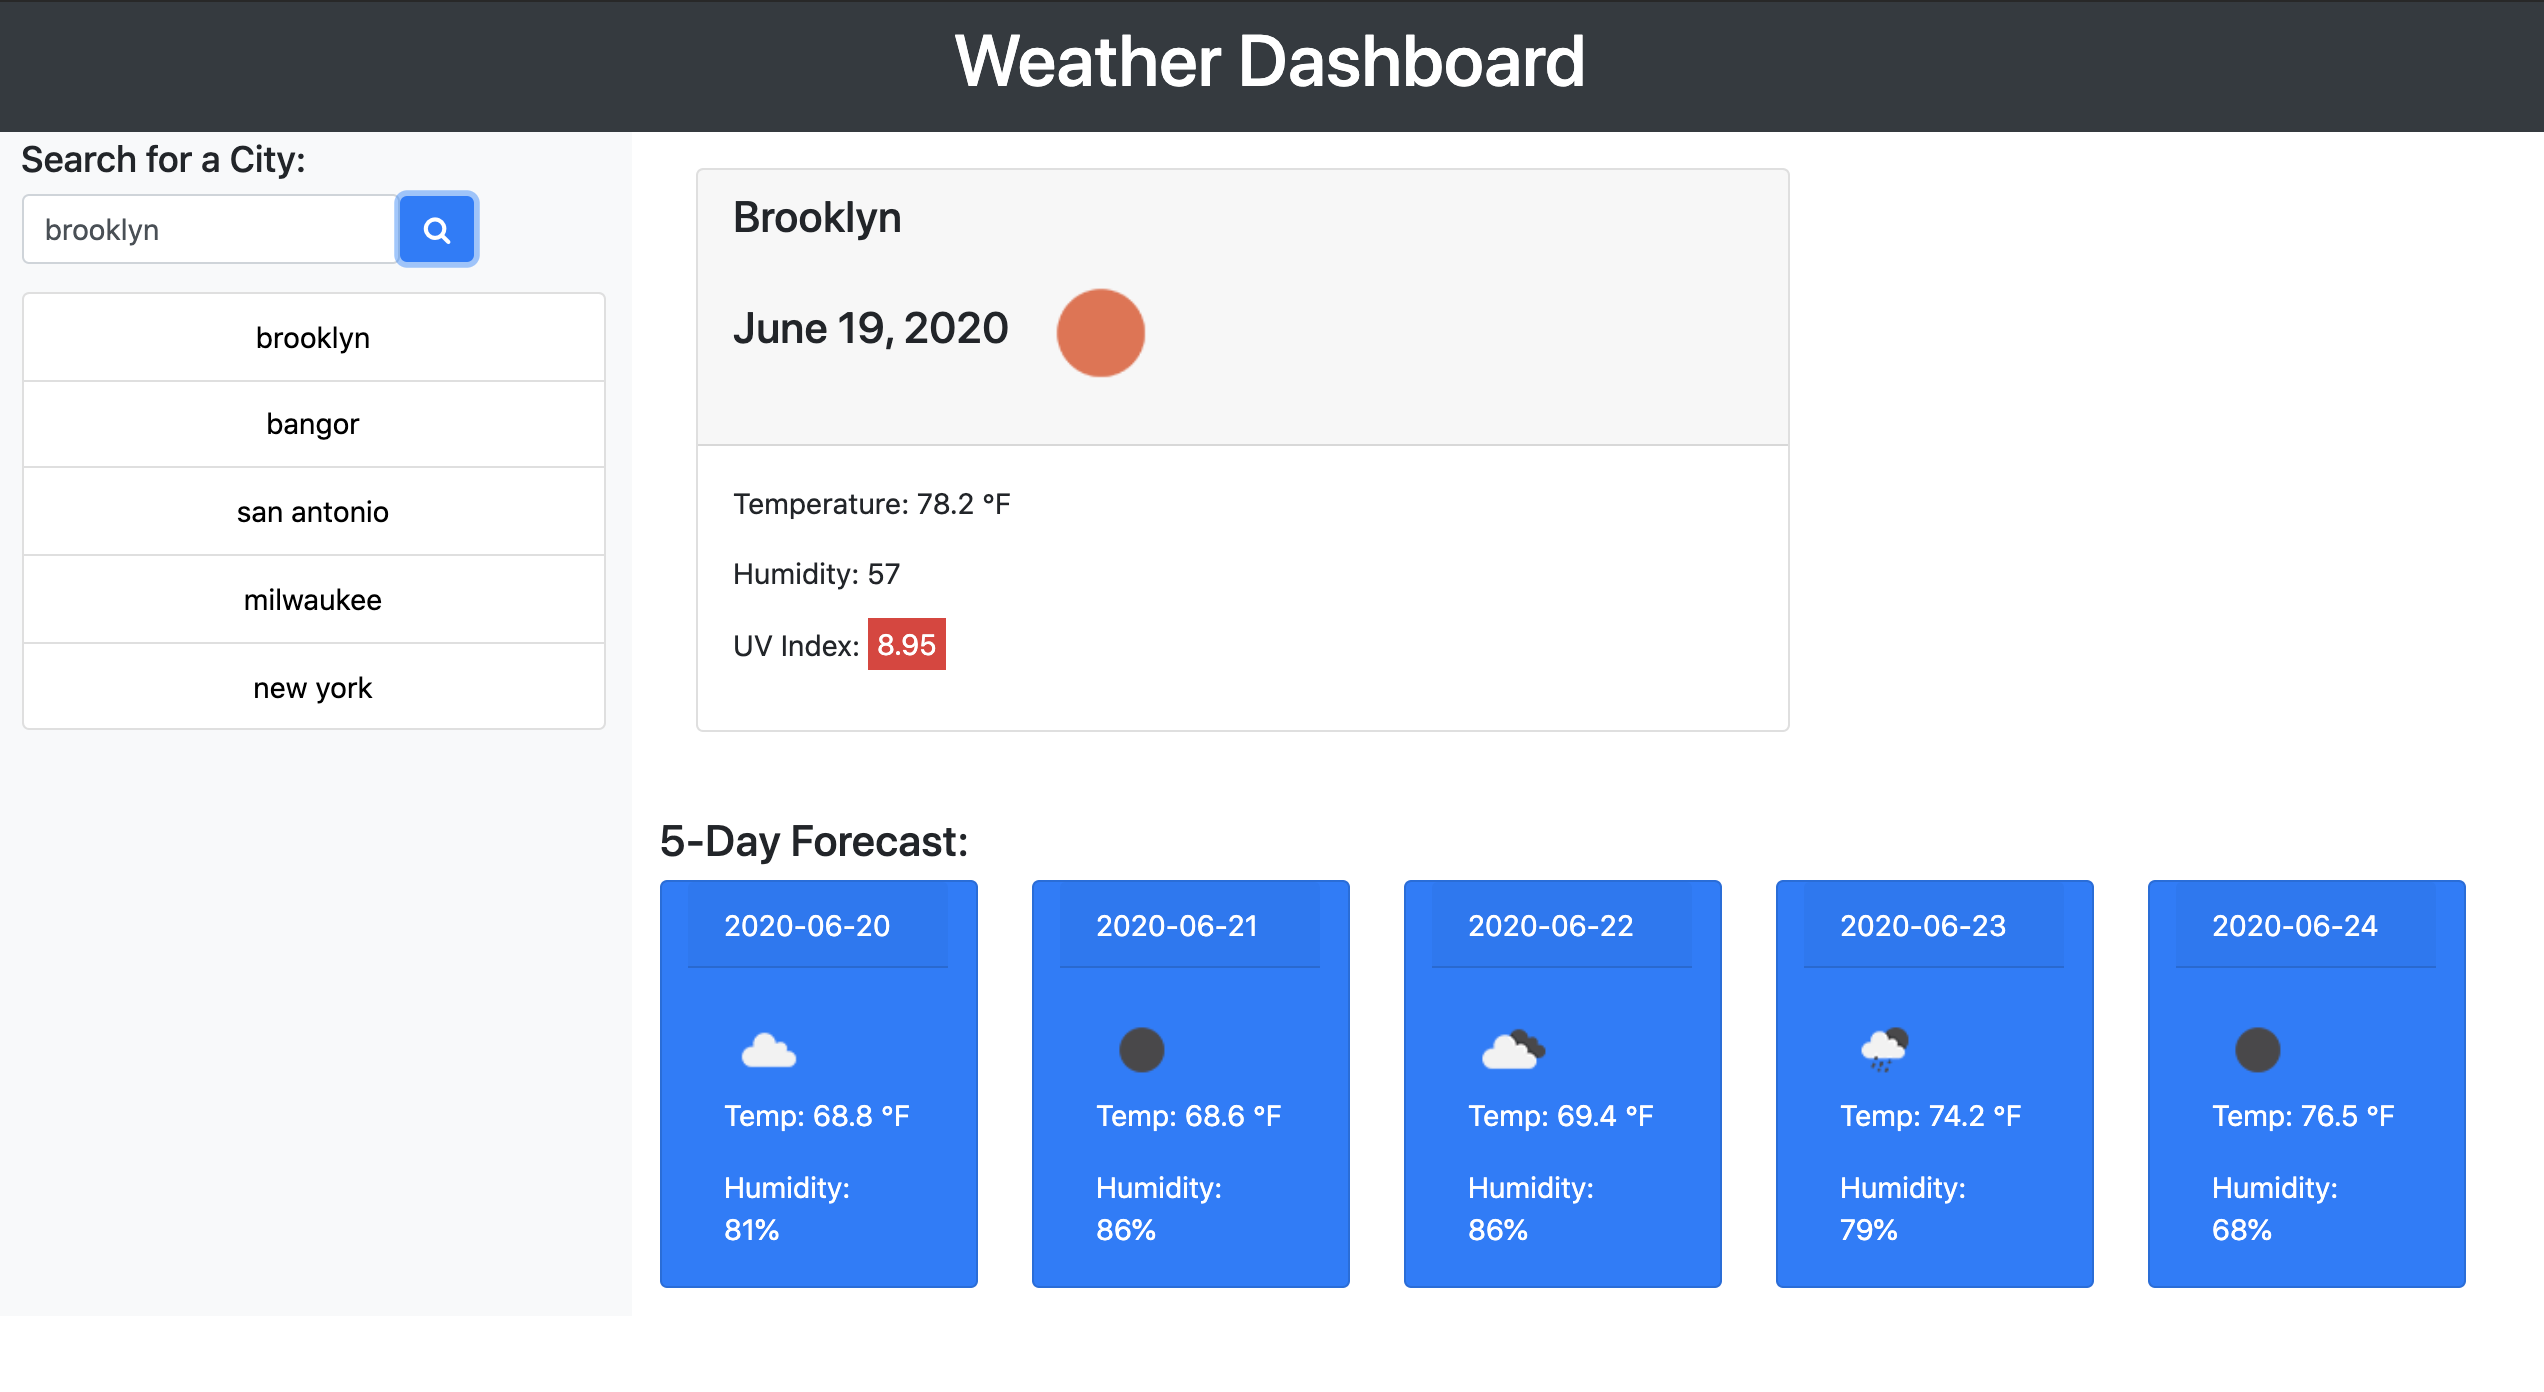 Weather Dashboard
Search for a City:
brooklyn
brooklyn
bangor
san antonio
milwaukee
new york
Brooklyn
June 19, 2020
Temperature: 78.2 °F
Humidity: 57
UV Index: 8.95
5-Day Forecast:
2020-06-20
Temp: 68.8 °F
Humidity:
81%
2020-06-21
Temp: 68.6 °F
Humidity:
86%
2020-06-22
Temp: 69.4 °F
Humidity:
86%
2020-06-23
Temp: 74.2 °F
Humidity:
79%
2020-06-24
Temp: 76.5 °F
Humidity:
68%